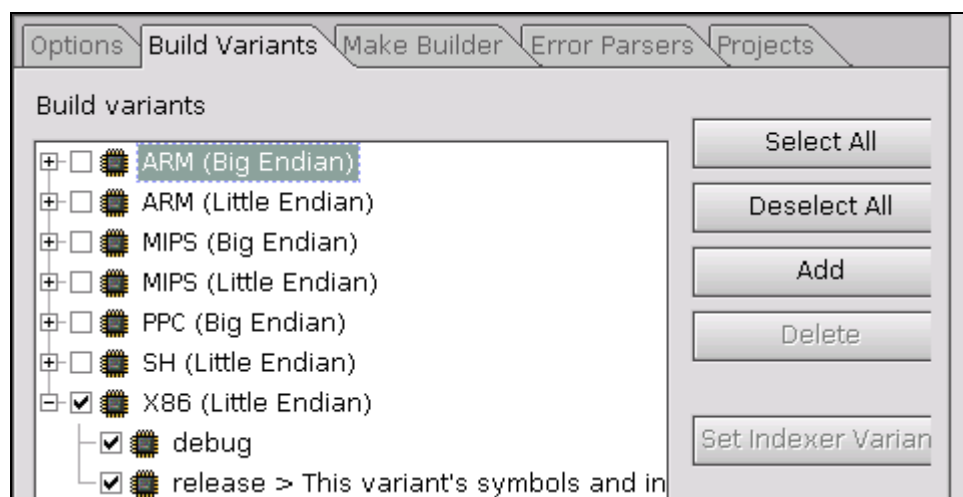 Options Build Variants Make Builder Error Parsers Projects
Build variants
Select All
ARM (Big Endian)
ARM (Little Endian)
Deselect All
MIPS (Big Endian)
Add
MIPS (Little Endian)
PPC (Big Endian)
Delete
SH (Little Endian)
X86 (Little Endian)
debug
Set Indexer Varian
release > This variant's symbols and in